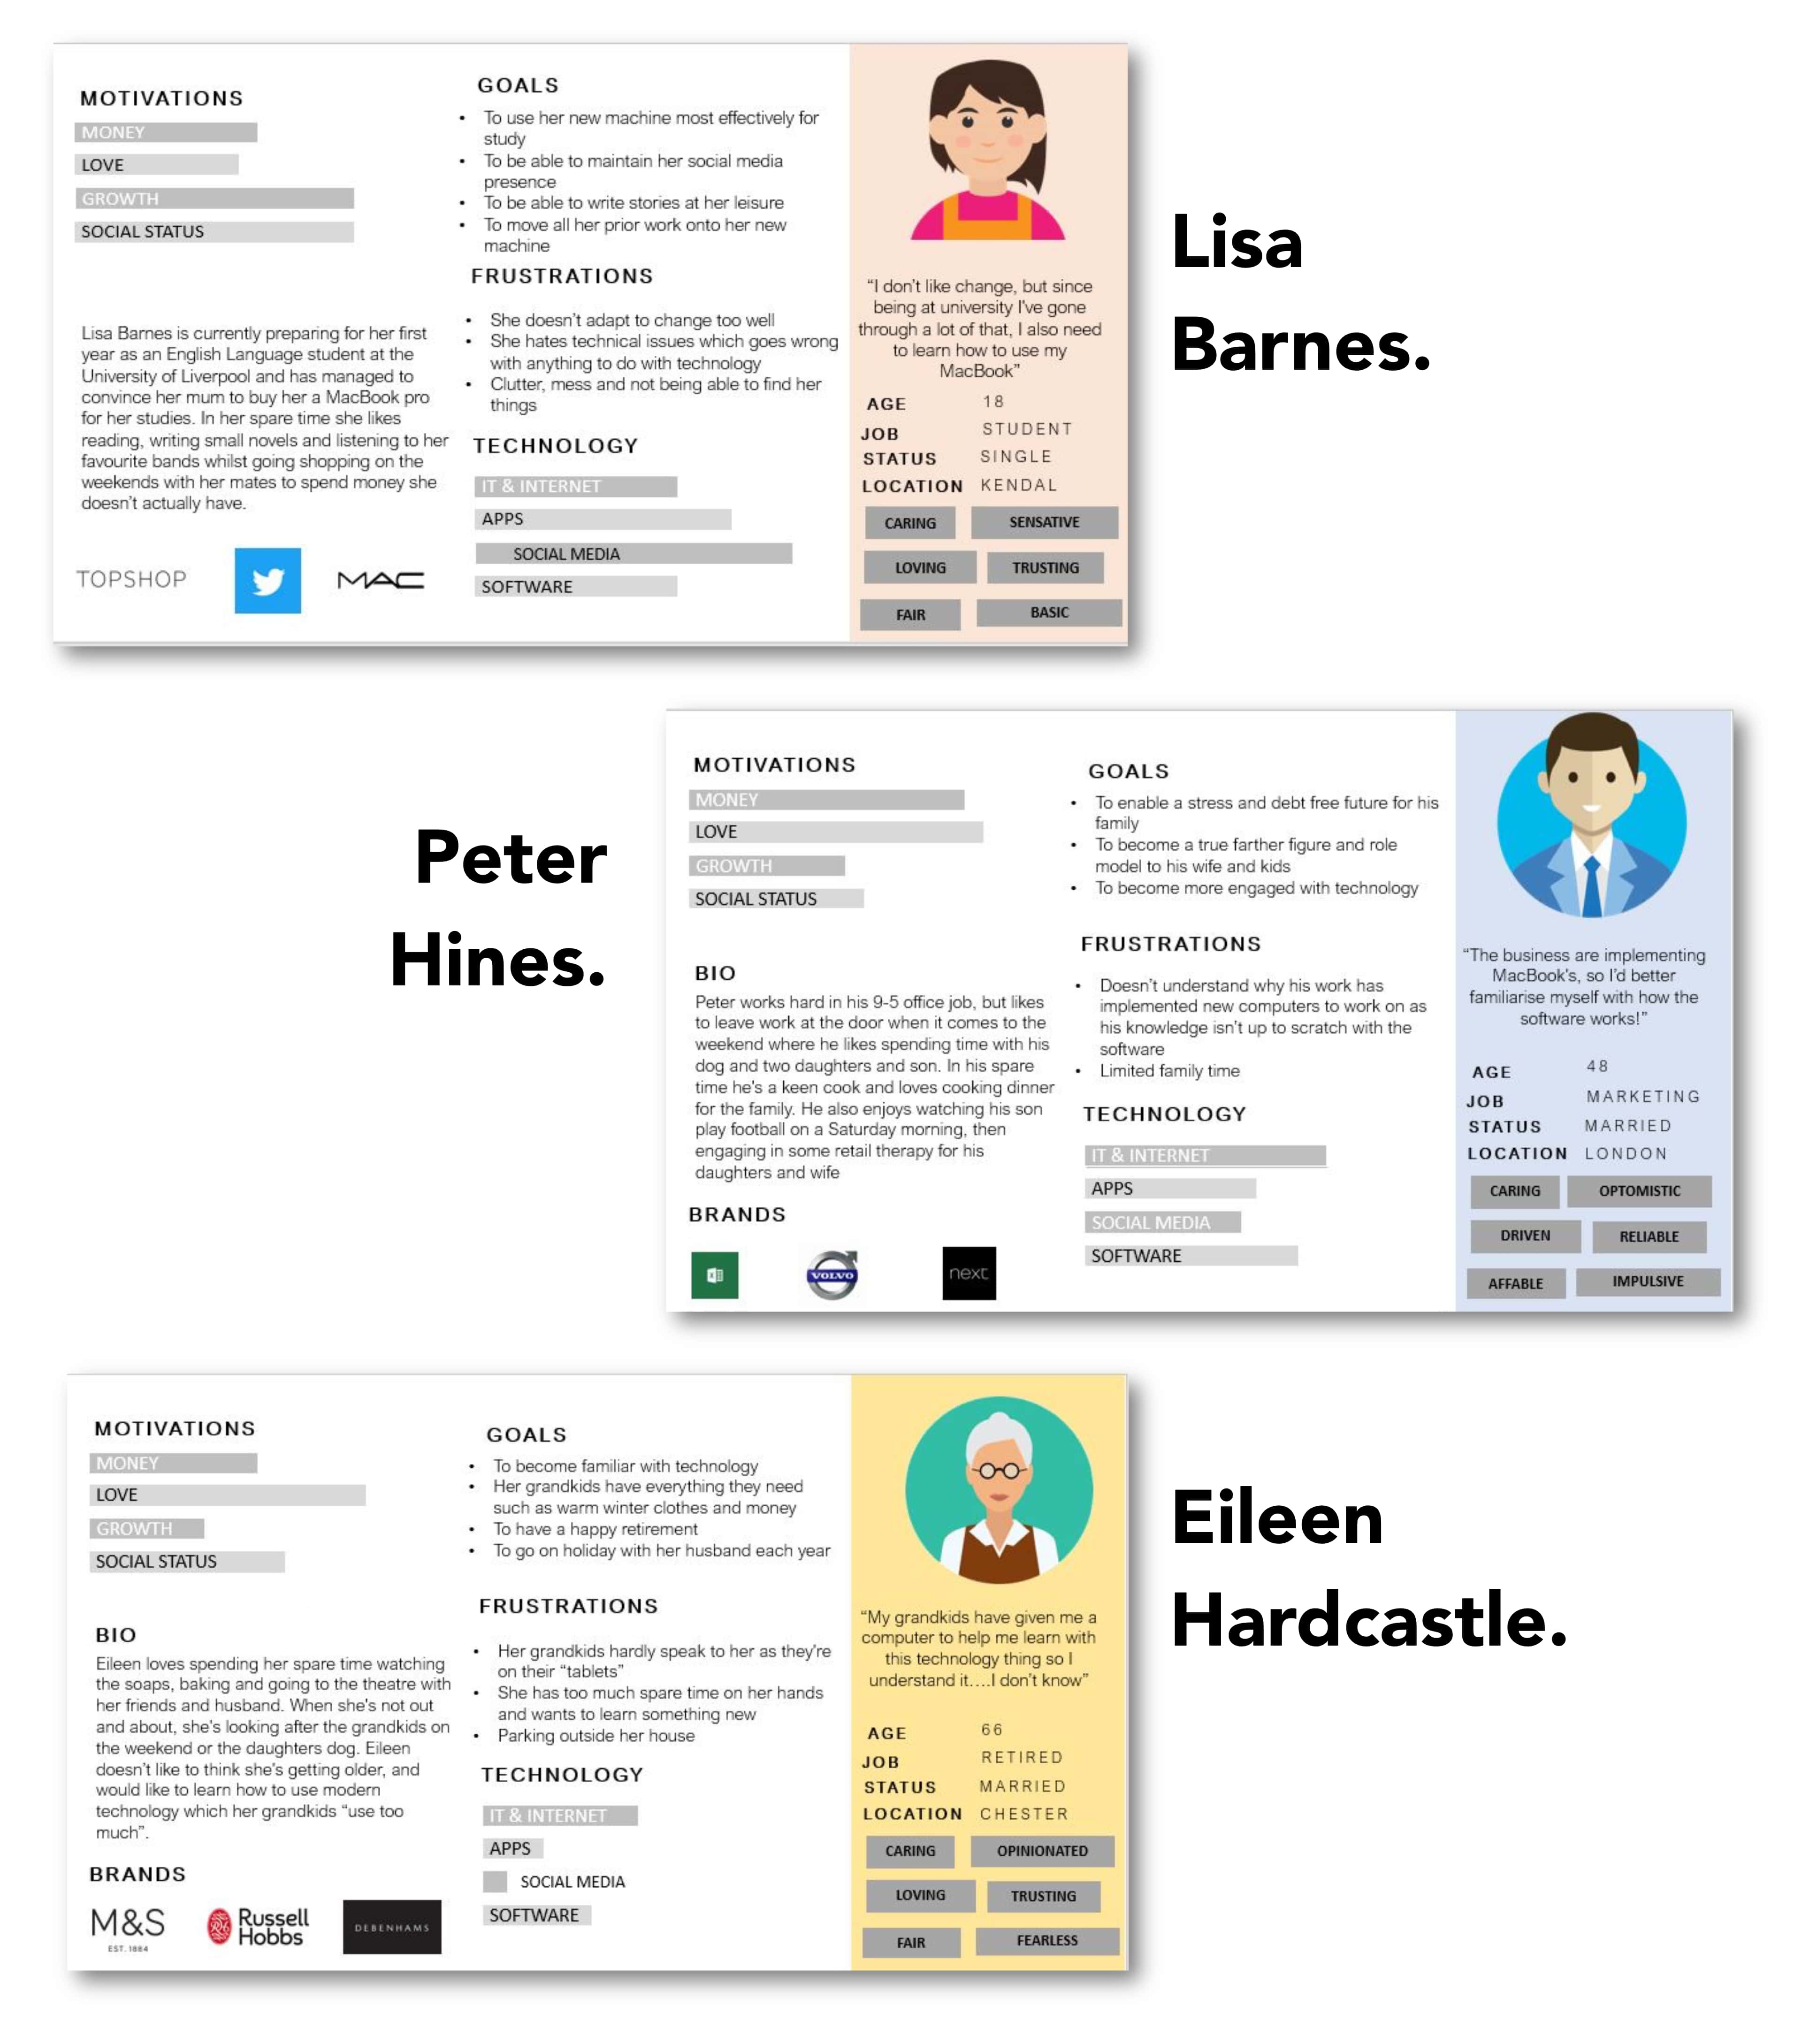 MOTIVATIONS
MONEY
LOVE
GROWTH
SOCIAL STATUS
Lisa Barnes is currently preparing for her first
year as an English Language student at the
University of Liverpool and has managed to
convince her mum to buy her a MacBook pro
for her studies. In her spare time she likes
reading, writing small novels and listening to her
favourite bands whilst going shopping on the
weekends with her mates to spend money she
doesn't actually have.
TOPSHOP
MAC
GOALS
• To use her new machine most effectively for
study
• To be able to maintain her social media
presence
• To be able to write stories at her leisure
• To move all her prior work onto her new
machine
FRUSTRATIONS
• She doesn't adapt to change too well
• She hates technical issues which goes wrong
with anything to do with technology
• Clutter, mess and not being able to find her
things
TECHNOLOGY
IT & INTERNET
APPS
SOCIAL MEDIA
SOFTWARE
“I don't like change, but since
being at university I've gone
through a lot of that, I also need
to learn how to use my
MacBook”
AGE 18
JOB STUDENT
STATUS SINGLE
LOCATION KENDAL
CARING SENSATIVE
LOVING TRUSTING
FAIR BASIC
Lisa
Barnes.
Peter
Hines.
MOTIVATIONS
MONEY
LOVE
GROWTH
SOCIAL STATUS
BIO
Peter works hard in his 9-5 office job, but likes
to leave work at the door when it comes to the
weekend where he likes spending time with his
dog and two daughters and son. In his spare
time he's a keen cook and loves cooking dinner
for the family. He also enjoys watching his son
play football on a Saturday morning, then
engaging in some retail therapy for his
daughters and wife
BRANDS
VOLVO
next
GOALS
• To enable a stress and debt free future for his
family
• To become a true farther figure and role
model to his wife and kids
• To become more engaged with technology
FRUSTRATIONS
• Doesn't understand why his work has
implemented new computers to work on as
his knowledge isn't up to scratch with the
software
• Limited family time
TECHNOLOGY
IT & INTERNET
APPS
SOCIAL MEDIA
SOFTWARE
“The business are implementing
MacBook's, so I'd better
familiarise myself with how the
software works!”
AGE 48
JOB MARKETING
STATUS MARRIED
LOCATION LONDON
CARING OPTOMISTIC
DRIVEN RELIABLE
AFFABLE IMPULSIVE
MOTIVATIONS
MONEY
LOVE
GROWTH
SOCIAL STATUS
BIO
Eileen loves spending her spare time watching
the soaps, baking and going to the theatre with
her friends and husband. When she's not out
and about, she's looking after the grandkids on
the weekend or the daughters dog. Eileen
doesn't like to think she's getting older, and
would like to learn how to use modern
technology which her grandkids “use too
much”.
BRANDS
M&S
EST. 1884
Russell
Hobbs
DEBENHAMS
GOALS
• To become familiar with technology
• Her grandkids have everything they need
such as warm winter clothes and money
• To have a happy retirement
• To go on holiday with her husband each year
FRUSTRATIONS
• Her grandkids hardly speak to her as they're
on their “tablets”
• She has too much spare time on her hands
and wants to learn something new
• Parking outside her house
TECHNOLOGY
IT & INTERNET
APPS
SOCIAL MEDIA
SOFTWARE
“My grandkids have given me a
computer to help me learn with
this technology thing so I
understand it....I don't know”
AGE 66
JOB RETIRED
STATUS MARRIED
LOCATION CHESTER
CARING OPINIONATED
LOVING TRUSTING
FAIR FEARLESS
Eileen
Hardcastle.